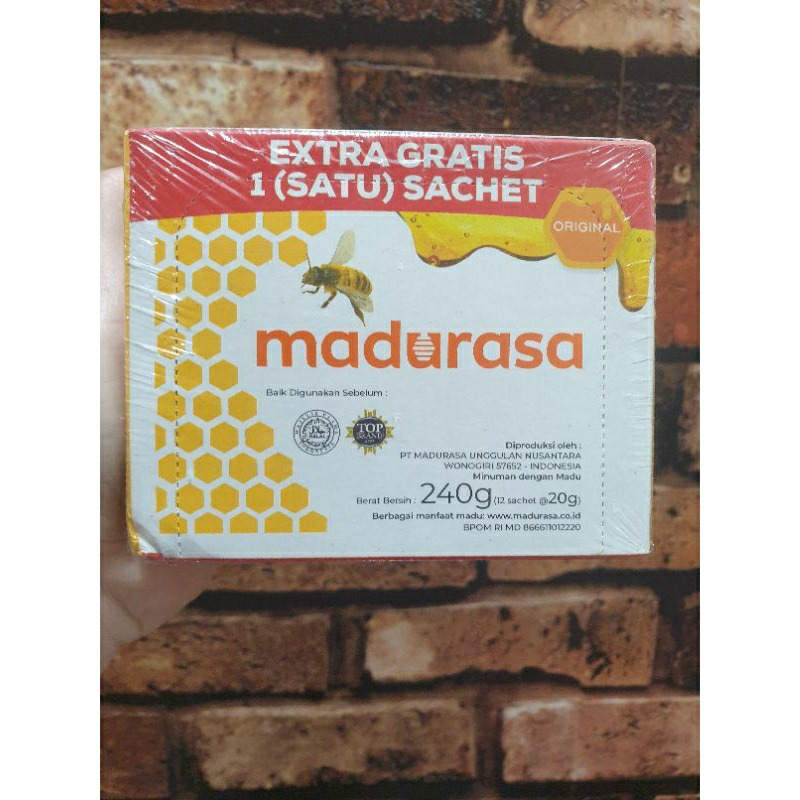 EXTRA GRATIS
1 (SATU) SACHET
ORIGINAL
madurasa
Baik Digunakan Sebelum :
HALAL
TOP
BRAND
Diproduksi oleh :
PT MADURASA UNGGULAN NUSANTARA
WONOGIRI 57652 - INDONESIA
Minuman dengan Madu
Berat Bersih : 240g (12 sachet @20g)
Berbagai manfaat madu: www.madurasa.co.id
BPOM RI MD 866611012220